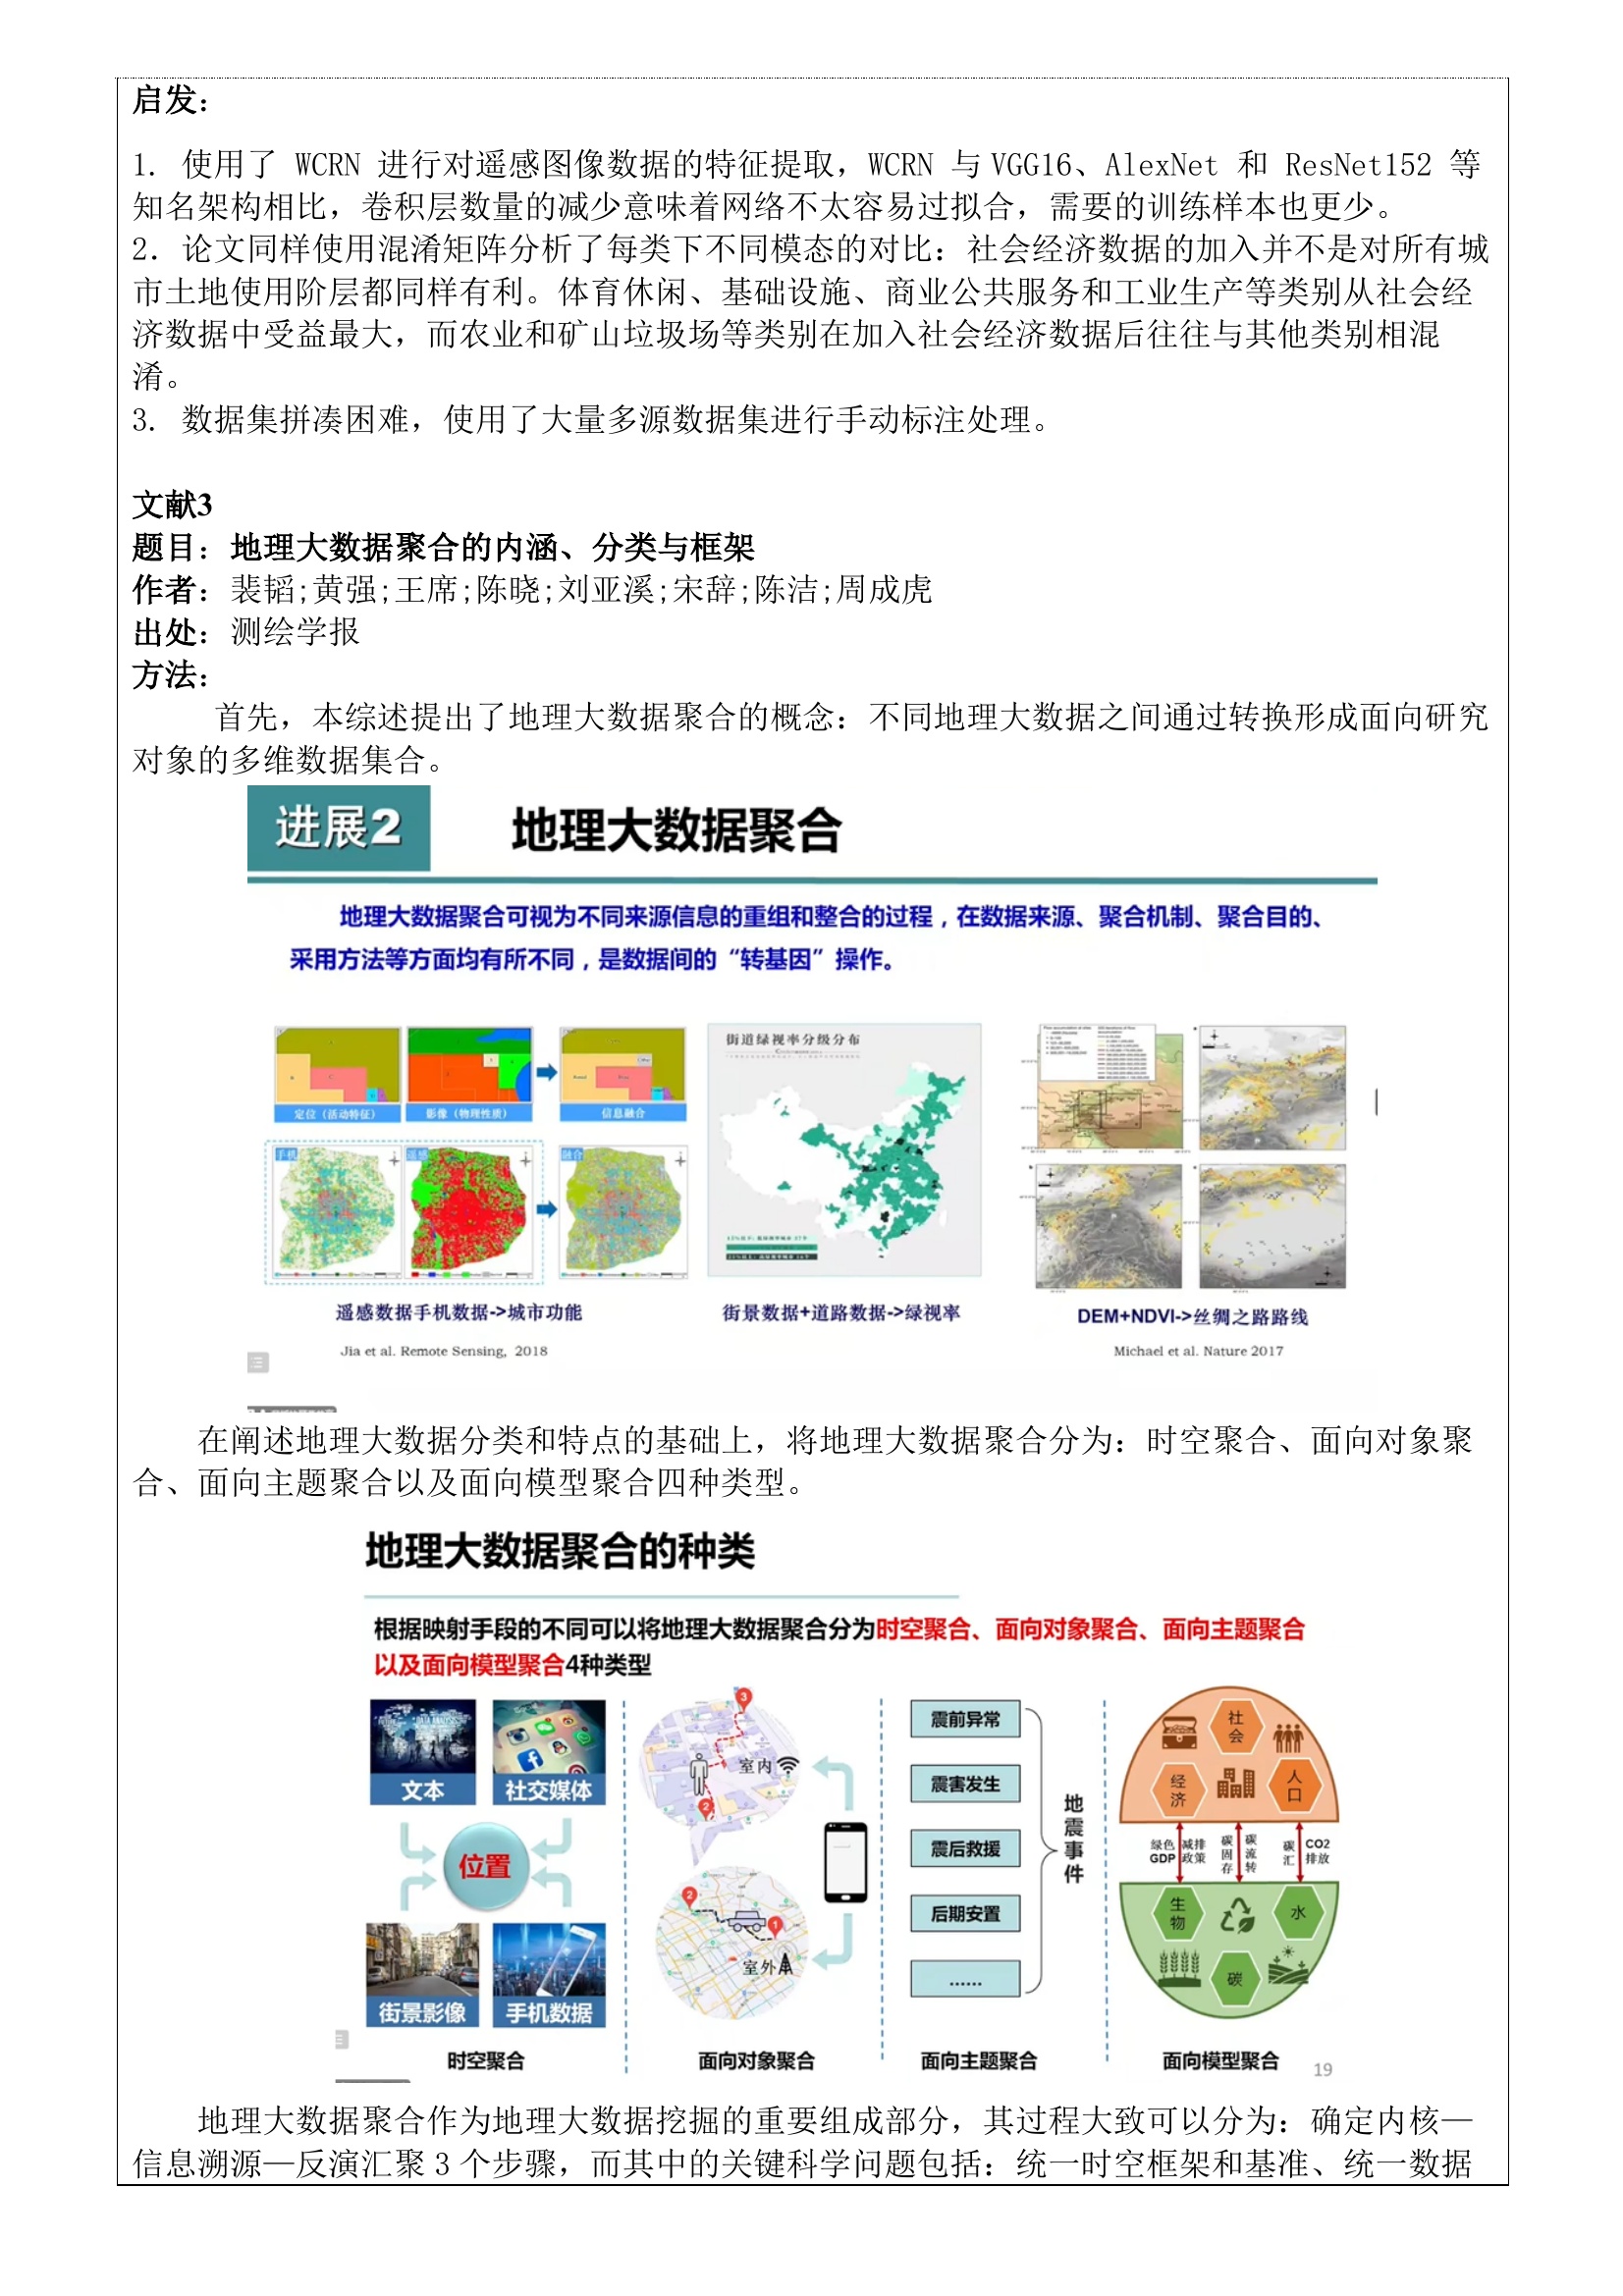 启发：
1. 使用了 WCRN 进行对遥感图像数据的特征提取，WCRN 与VGG16、AlexNet 和 ResNet152 等
知名架构相比，卷积层数量的减少意味着网络不太容易过拟合，需要的训练样本也更少。
2. 论文同样使用混淆矩阵分析了每类下不同模态的对比：社会经济数据的加入并不是对所有城
市土地使用阶层都同样有利。体育休闲、基础设施、商业公共服务和工业生产等类别从社会经
济数据中受益最大，而农业和矿山垃圾场等类别在加入社会经济数据后往往与其他类别相混
淆。
3. 数据集拼凑困难，使用了大量多源数据集进行手动标注处理。
文献3
题目：地理大数据聚合的内涵、分类与框架
作者：裴韬;黄强;王席;陈晓;刘亚溪;宋辞;陈洁;周成虎
出处：测绘学报
方法：
首先，本综述提出了地理大数据聚合的概念：不同地理大数据之间通过转换形成面向研究
对象的多维数据集合。
进展2 地理大数据聚合
地理大数据聚合可视为不同来源信息的重组和整合的过程，在数据来源、聚合机制、聚合目的、
采用方法等方面均有所不同，是数据间的“转基因”操作。
定位（活动特征） 影像（物理性质） 信息融合
手机 遥感 融合
街道绿视率分级分布
遥感数据手机数据->城市功能 街景数据+道路数据->绿视率 DEM+NDVI->丝绸之路路线
Jia et al. Remote Sensing, 2018 Michael et al. Nature 2017
在阐述地理大数据分类和特点的基础上，将地理大数据聚合分为：时空聚合、面向对象聚
合、面向主题聚合以及面向模型聚合四种类型。
地理大数据聚合的种类
根据映射手段的不同可以将地理大数据聚合分为时空聚合、面向对象聚合、面向主题聚合
以及面向模型聚合4种类型
文本 社交媒体
位置
街景影像 手机数据
时空聚合
3
室内
2
2
1
室外
面向对象聚合
震前异常
震害发生
震后救援
后期安置
......
地震事件
面向主题聚合
社会
经济 人口
绿色GDP 减排政策 碳固存 碳流转 碳汇 CO2排放
生物 水
碳
面向模型聚合
19
地理大数据聚合作为地理大数据挖掘的重要组成部分，其过程大致可以分为：确定内核—
信息溯源—反演汇聚 3 个步骤，而其中的关键科学问题包括：统一时空框架和基准、统一数据